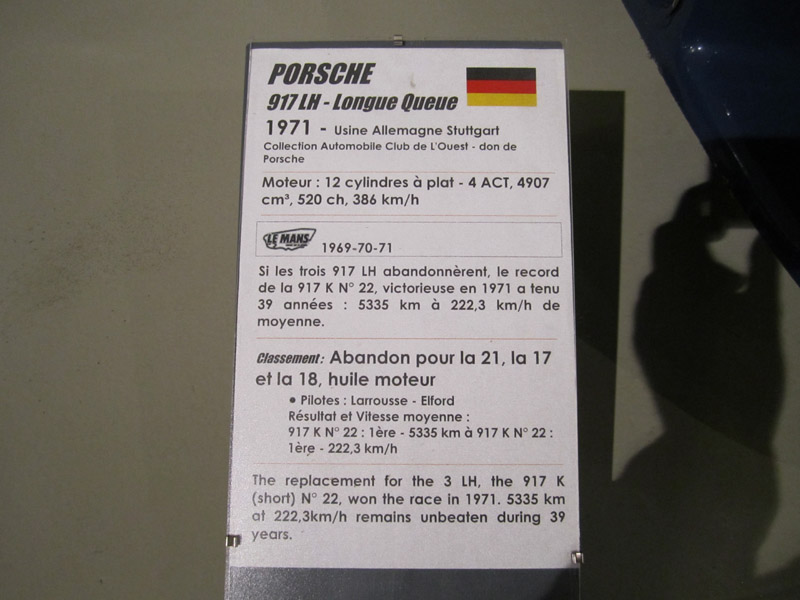 PORSCHE
917 LH - Longue Queue
1971 - Usine Allemagne Stuttgart
Collection Automobile Club de L'Ouest - don de
Porsche
Moteur : 12 cylindres à plat - 4 ACT, 4907
cm³, 520 ch, 386 km/h
LE MANS
1969-70-71
Si les trois 917 LH abandonnèrent, le record
de la 917 K N° 22, victorieuse en 1971 a tenu
39 années : 5335 km à 222,3 km/h de
moyenne.
Classement : Abandon pour la 21, la 17
et la 18, huile moteur
• Pilotes : Larrousse - Elford
Résultat et Vitesse moyenne :
917 K N° 22 : 1ère - 5335 km à 917 K N° 22 :
1ère - 222,3 km/h
The replacement for the 3 LH, the 917 K
(short) N° 22, won the race in 1971. 5335 km
at 222,3km/h remains unbeaten during 39
years.